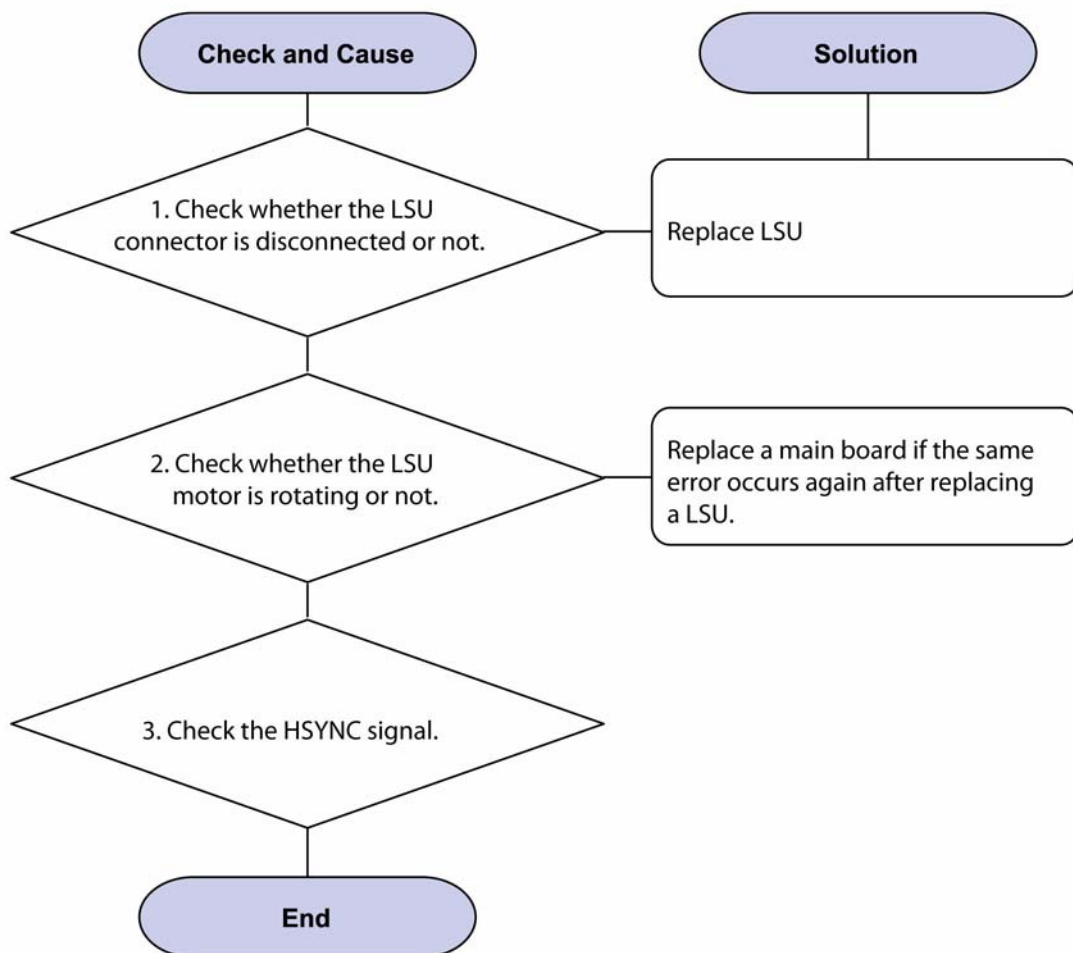 Check and Cause
Solution
1. Check whether the LSU
connector is disconnected or not.
Replace LSU
2. Check whether the LSU
motor is rotating or not.
Replace a main board if the same
error occurs again after replacing
a LSU.
3. Check the HSYNC signal.
End